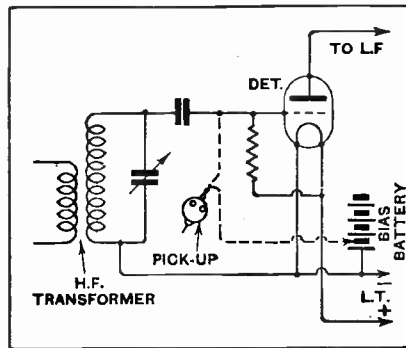 TO L.F
DET.
PICK-UP
H.F.
TRANSFORMER
BIAS
BATTERY
L.T.
−
+